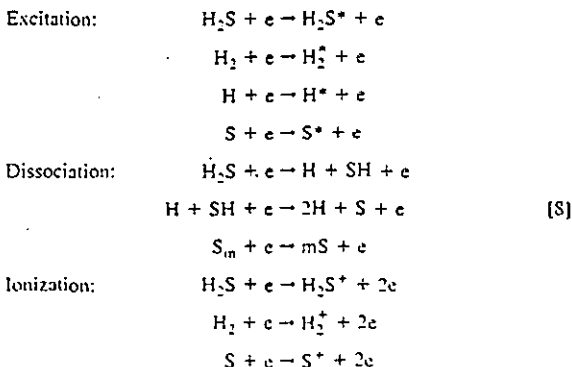 Excitation: H₂S + e → H₂S* + e
H₂ + e → H₂* + e
H + e → H* + e
S + e → S* + e
Dissociation: H₂S + e → H + SH + e
H + SH + e → 2H + S + e [8]
Sₘ + e → mS + e
Ionization: H₂S + e → H₂S⁺ + 2e
H₂ + e → H₂⁺ + 2e
S + e → S⁺ + 2e